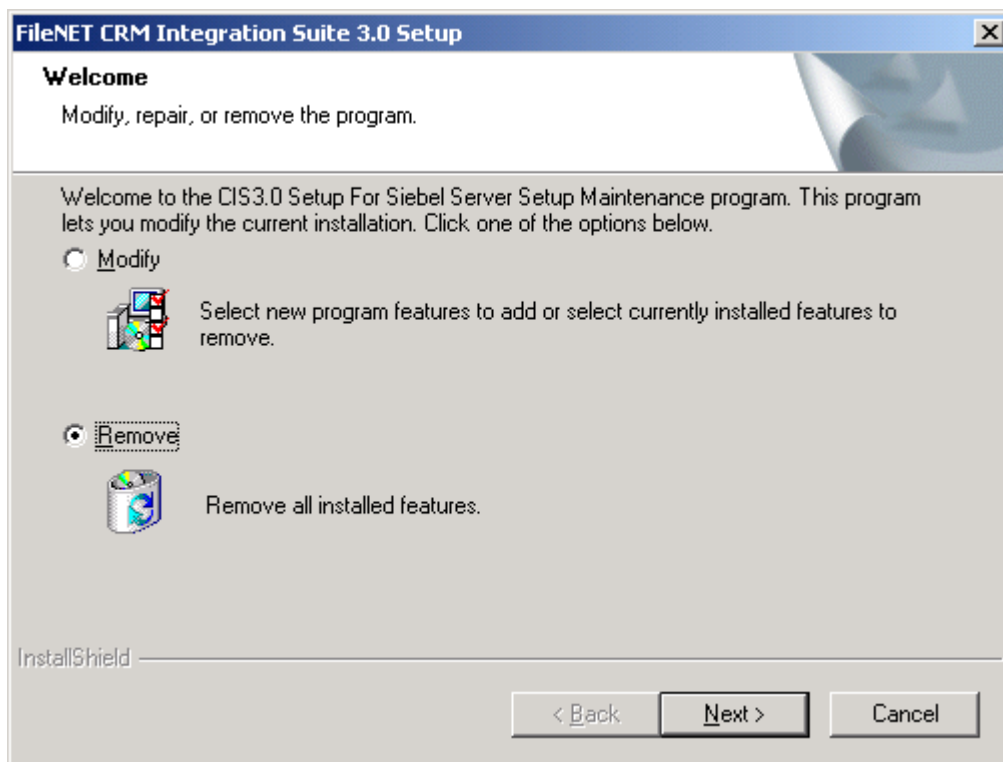 FileNET CRM Integration Suite 3.0 Setup
Welcome
Modify, repair, or remove the program.
Welcome to the CIS3.0 Setup For Siebel Server Setup Maintenance program. This program
lets you modify the current installation. Click one of the options below.
Modify
Select new program features to add or select currently installed features to
remove.
Remove
Remove all installed features.
InstallShield
< Back
Next >
Cancel